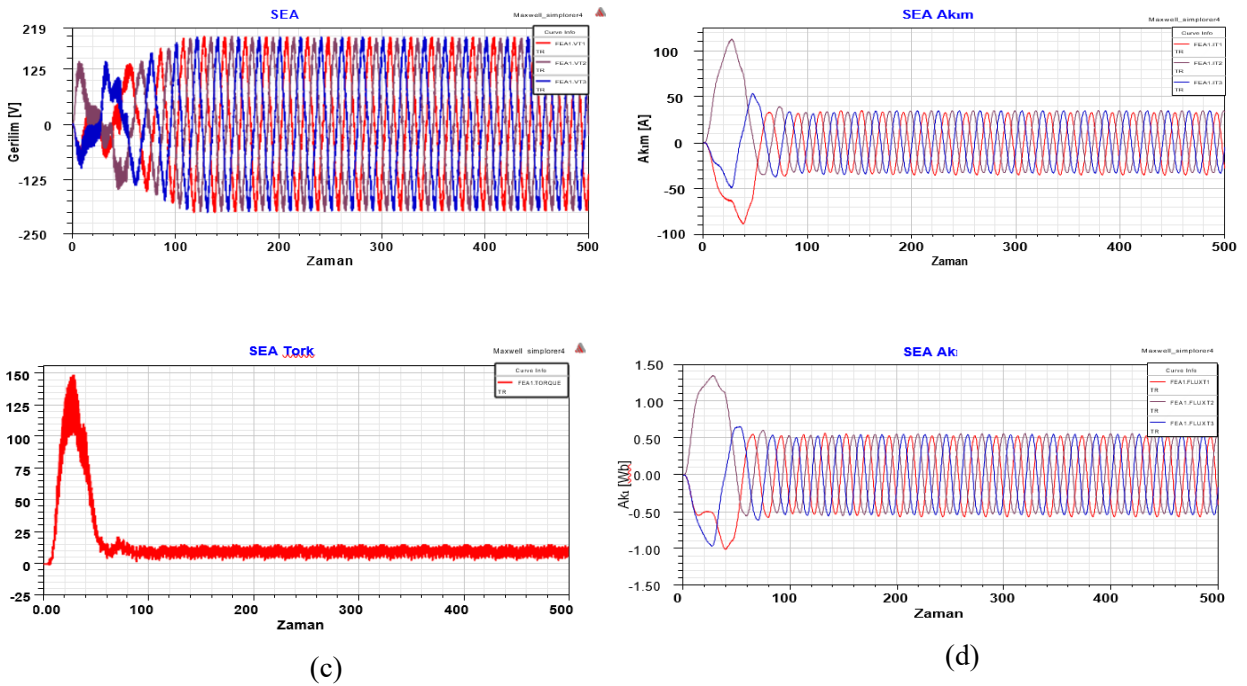 SEA
Maxwell_simplorer4
219
125
0
-125
-250
Gerilim [V]
0
100
200
300
400
500
Zaman
Curve Info
FEA1.VT1
TR
FEA1.VT2
TR
FEA1.VT3
TR
SEA Akım
Maxwell_simplorer4
100
50
0
-50
-100
Akım [A]
0
100
200
300
400
500
Zaman
Curve Info
FEA1.IT1
TR
FEA1.IT2
TR
FEA1.IT3
TR
SEA Tork
Maxwell simplorer4
150
125
100
75
50
25
0
-25
0.00
100
200
300
400
500
Zaman
Curve Info
FEA1.TORQUE
TR
(c)
SEA Ak
Maxwell_simplorer4
1.50
1.00
0.50
0.00
-0.50
-1.00
-1.50
Akı [Wb]
0
100
200
300
400
500
Zaman
Curve Info
FEA1.FLUXT1
TR
FEA1.FLUXT2
TR
FEA1.FLUXT3
TR
(d)